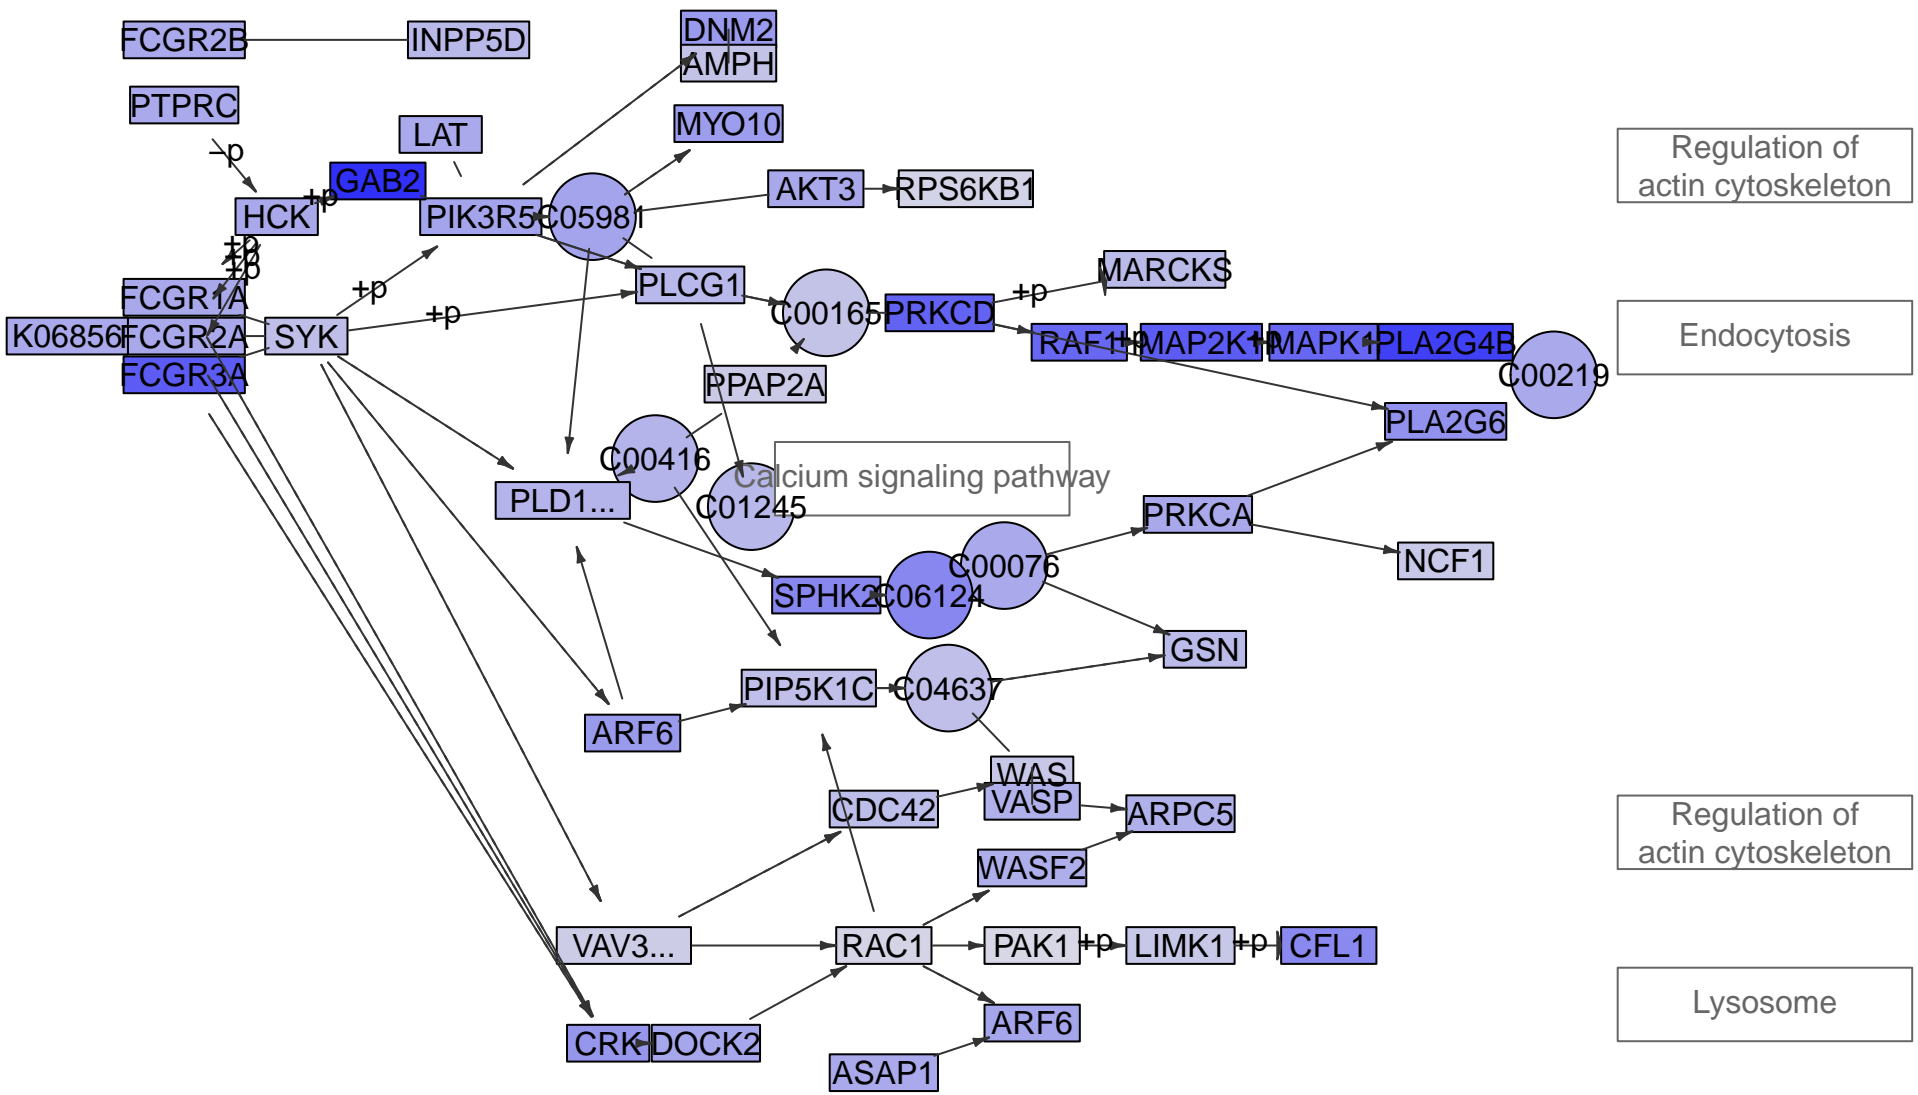 FCGR2B
INPP5D
DNM2
AMPH
PTPRC
LAT
MYO10
–p
GAB2
+p
HCK
PIK3R5
C05981
AKT3
RPS6KB1
Regulation of
actin cytoskeleton
+p
+p
+p
FCGR1A
+p
PLCG1
C00165
PRKCD
+p
MARCKS
K06856
FCGR2A
SYK
+p
RAF1
+p
MAP2K1
+p
MAPK1
PLA2G4B
C00219
Endocytosis
FCGR3A
PPAP2A
PLA2G6
C00416
Calcium signaling pathway
PLD1...
C01245
PRKCA
NCF1
SPHK2
C06124
C00076
GSN
PIP5K1C
C04637
ARF6
WAS
VASP
CDC42
ARPC5
WASF2
Regulation of
actin cytoskeleton
VAV3...
RAC1
PAK1
+p
LIMK1
+p
CFL1
Lysosome
CRK
DOCK2
ARF6
ASAP1